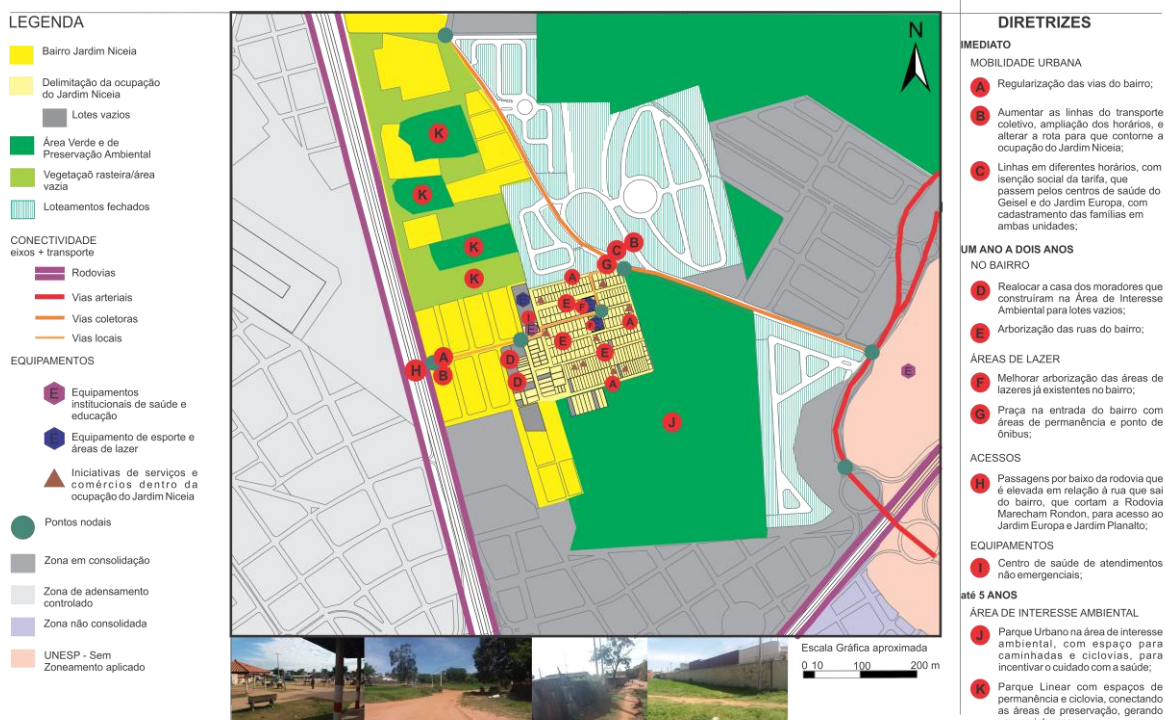 LEGENDA
Bairro Jardim Niceia
Delimitação da ocupação
do Jardim Niceia
Lotes vazios
Área Verde e de
Preservação Ambiental
Vegetaçaõ rasteira/área
vazia
Loteamentos fechados
CONECTIVIDADE
eixos + transporte
Rodovias
Vias arteriais
Vias coletoras
Vias locais
EQUIPAMENTOS
E
Equipamentos
institucionais de saúde e
educação
E
Equipamento de esporte e
áreas de lazer
Iniciativas de serviços e
comércios dentro da
ocupação do Jardim Niceia
Pontos nodais
Zona em consolidação
Zona de adensamento
controlado
Zona não consolidada
UNESP - Sem
Zoneamento aplicado
N
K
K
K
K
B
C
G
A
E
E
F
I
E
F
A
E
E
D
D
A
H
A
B
J
E
Escala Gráfica aproximada
0 10 100 200 m
DIRETRIZES
IMEDIATO
MOBILIDADE URBANA
A
Regularização das vias do bairro;
B
Aumentar as linhas do transporte
coletivo, ampliação dos horários, e
alterar a rota para que contorne a
ocupação do Jardim Niceia;
C
Linhas em diferentes horários, com
isenção social da tarifa, que
passem pelos centros de saúde do
Geisel e do Jardim Europa, com
cadastramento das famílias em
ambas unidades;
UM ANO A DOIS ANOS
NO BAIRRO
D
Realocar a casa dos moradores que
construíram na Área de Interesse
Ambiental para lotes vazios;
E
Arborização das ruas do bairro;
ÁREAS DE LAZER
F
Melhorar arborização das áreas de
lazeres já existentes no bairro;
G
Praça na entrada do bairro com
áreas de permanência e ponto de
ônibus;
ACESSOS
H
Passagens por baixo da rodovia que
é elevada em relação à rua que sai
do bairro, que cortam a Rodovia
Marecham Rondon, para acesso ao
Jardim Europa e Jardim Planalto;
EQUIPAMENTOS
I
Centro de saúde de atendimentos
não emergenciais;
até 5 ANOS
ÁREA DE INTERESSE AMBIENTAL
J
Parque Urbano na área de interesse
ambiental, com espaço para
caminhadas e ciclovias, para
incentivar o cuidado com a saúde;
K
Parque Linear com espaços de
permanência e ciclovia, conectando
as áreas de preservação, gerando